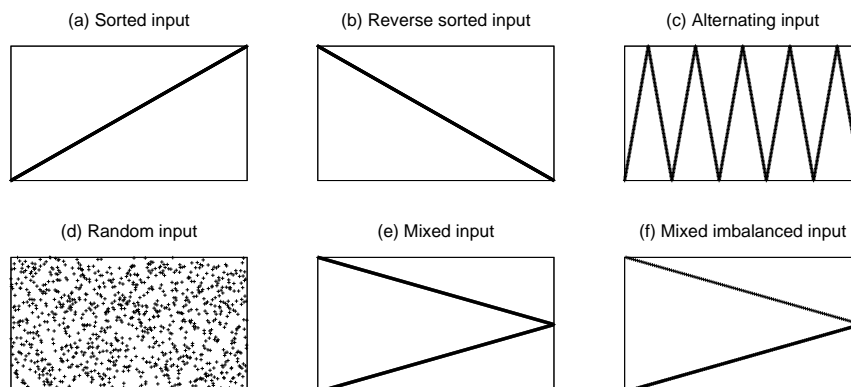 (a) Sorted input
(b) Reverse sorted input
(c) Alternating input
(d) Random input
(e) Mixed input
(f) Mixed imbalanced input